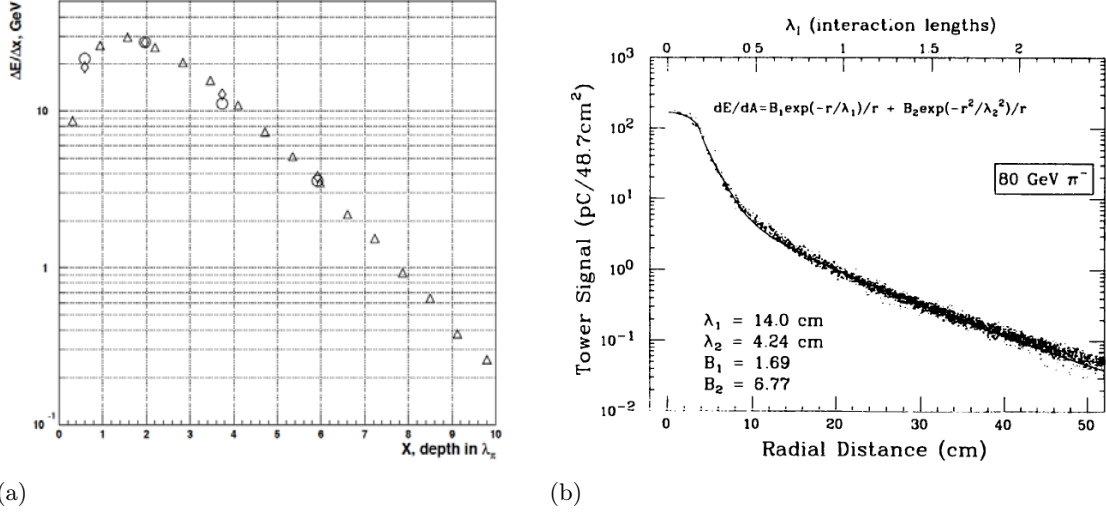 ΔE/Δx, GeV
10
1
10⁻¹
0 1 2 3 4 5 6 7 8 9 10
X, depth in λπ
(a)
λI (interaction lengths)
0 0.5 1 1.5 2
10³
10²
10¹
10⁰
10⁻¹
10⁻²
Tower Signal (pC/48.7cm²)
dE/dA=B₁exp(-r/λ₁)/r + B₂exp(-r²/λ₂²)/r
80 GeV π⁻
λ₁ = 14.0 cm
λ₂ = 4.24 cm
B₁ = 1.69
B₂ = 6.77
0 10 20 30 40 50
Radial Distance (cm)
(b)